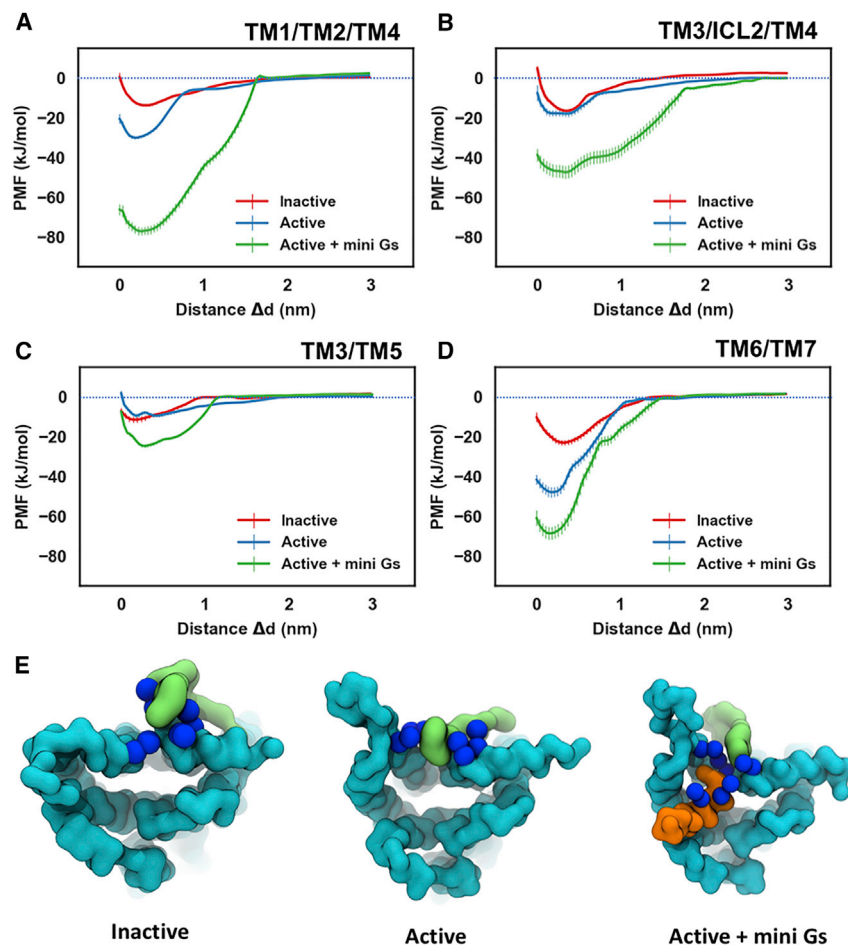 A
TM1/TM2/TM4
0
−20
−40
−60
−80
PMF (kJ/mol)
Inactive
Active
Active + mini Gs
0 1 2 3
Distance Δd (nm)
B
TM3/ICL2/TM4
0
−20
−40
−60
−80
PMF (kJ/mol)
Inactive
Active
Active + mini Gs
0 1 2 3
Distance Δd (nm)
C
TM3/TM5
0
−20
−40
−60
−80
PMF (kJ/mol)
Inactive
Active
Active + mini Gs
0 1 2 3
Distance Δd (nm)
D
TM6/TM7
0
−20
−40
−60
−80
PMF (kJ/mol)
Inactive
Active
Active + mini Gs
0 1 2 3
Distance Δd (nm)
E
Inactive Active Active + mini Gs